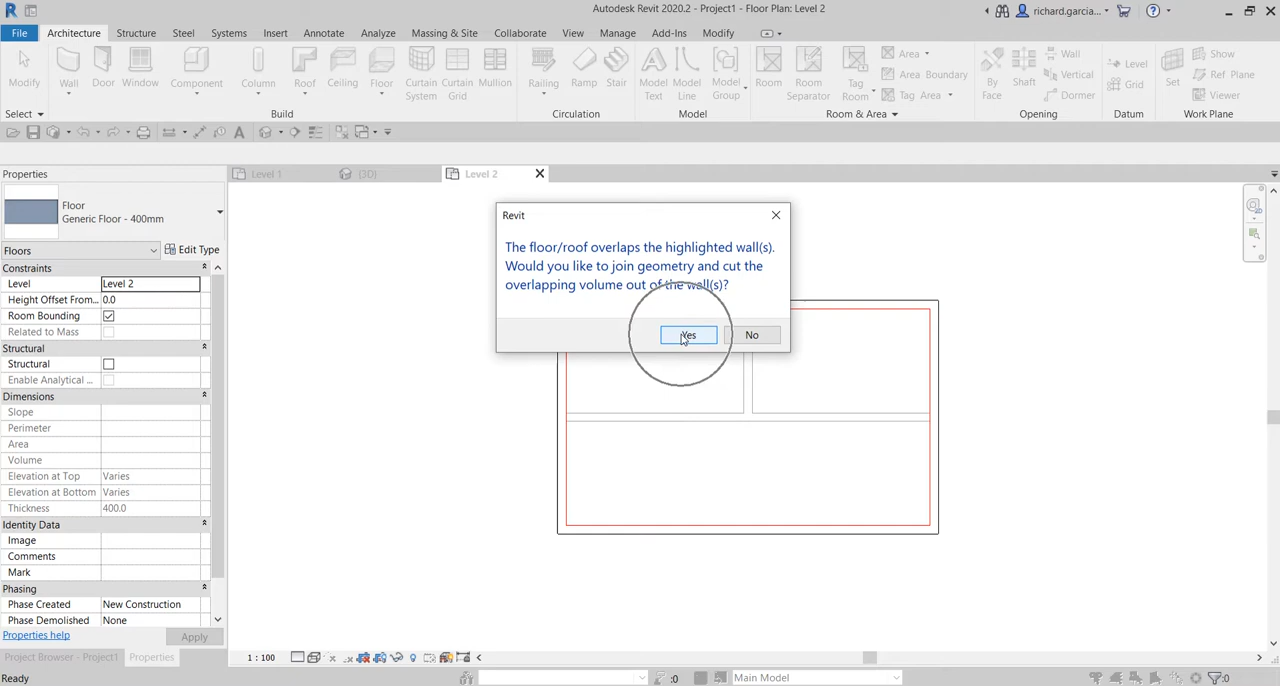 Autodesk Revit 2020.2 - Project1 - Floor Plan: Level 2
richard.garcia...
File Architecture Structure Steel Systems Insert Annotate Analyze Massing & Site Collaborate View Manage Add-Ins Modify
Modify Wall Door Window Component Column Roof Ceiling Floor Curtain System Curtain Grid Mullion Railing Ramp Stair Model Text Model Line Model Group Room Room Separator Tag Room
Area
Area Boundary
Tag Area
By Face Shaft
Wall
Vertical
Dormer
Level
Grid
Set
Show
Ref Plane
Viewer
Select Build Circulation Model Room & Area Opening Datum Work Plane
Properties
Level 1 {3D} Level 2
Floor
Generic Floor - 400mm
Floors Edit Type
Constraints
Level Level 2
Height Offset From... 0.0
Room Bounding
Related to Mass
Structural
Structural
Enable Analytical ...
Dimensions
Slope
Perimeter
Area
Volume
Elevation at Top Varies
Elevation at Bottom Varies
Thickness 400.0
Identity Data
Image
Comments
Mark
Phasing
Phase Created New Construction
Phase Demolished None
Properties help Apply
Project Browser - Project1 Properties
Revit
The floor/roof overlaps the highlighted wall(s).
Would you like to join geometry and cut the
overlapping volume out of the wall(s)?
Yes No
1 : 100
Ready :0 Main Model :0